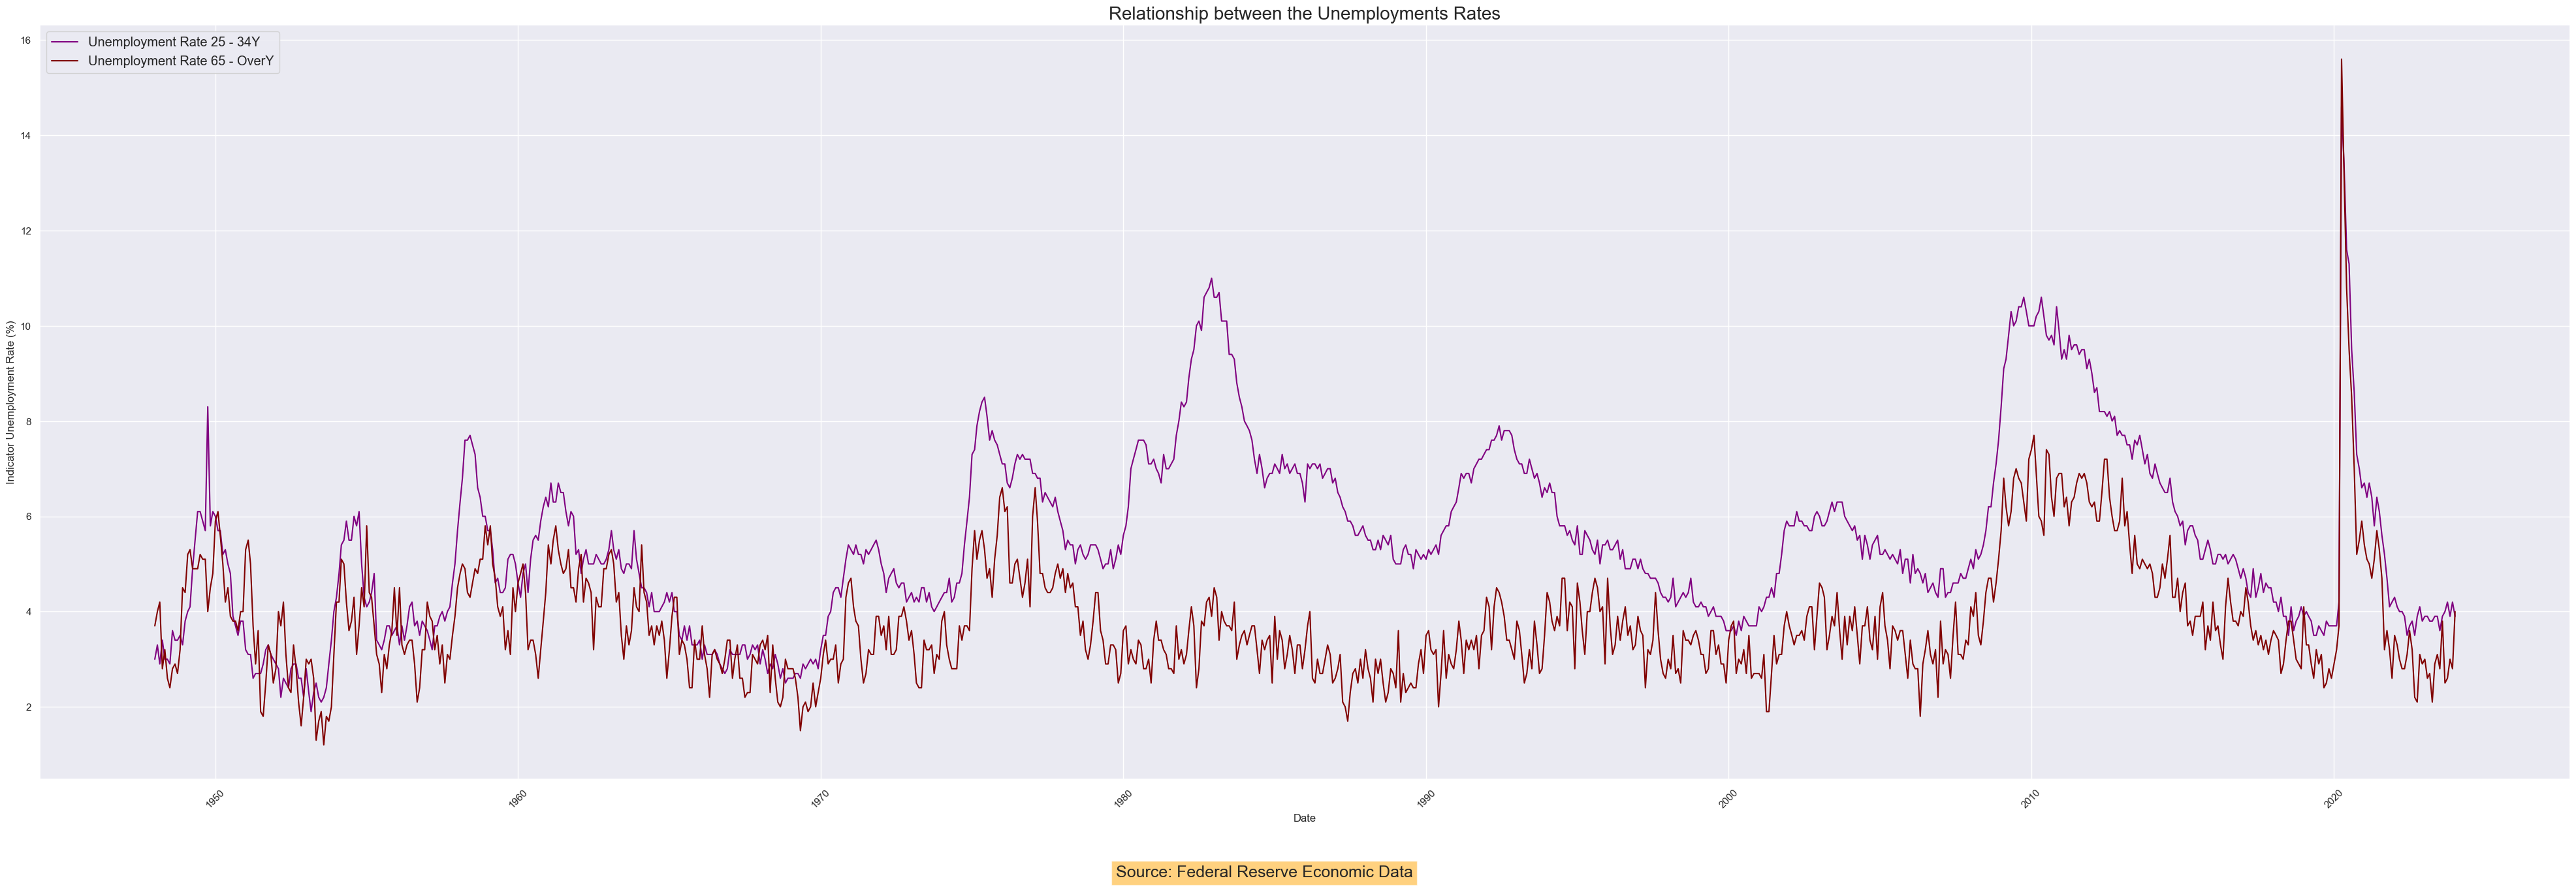 Relationship between the Unemployments Rates
Unemployment Rate 25 - 34Y
Unemployment Rate 65 - OverY
Indicator Unemployment Rate (%)
16
14
12
10
8
6
4
2
1950
1960
1970
1980
1990
2000
2010
2020
Date
Source: Federal Reserve Economic Data